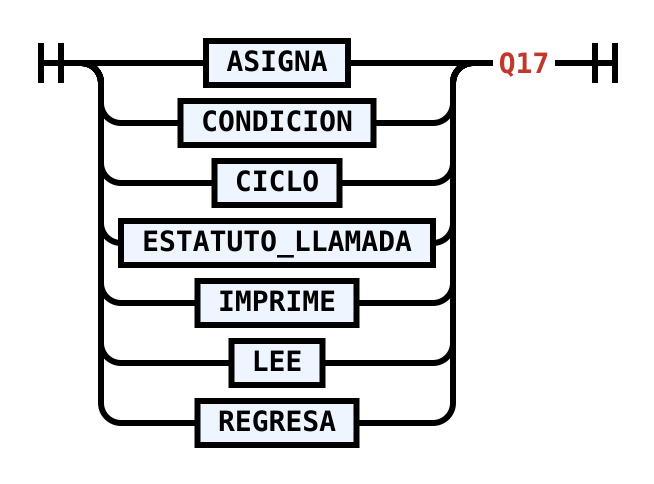 ASIGNA Q17
CONDICION
CICLO
ESTATUTO_LLAMADA
IMPRIME
LEE
REGRESA